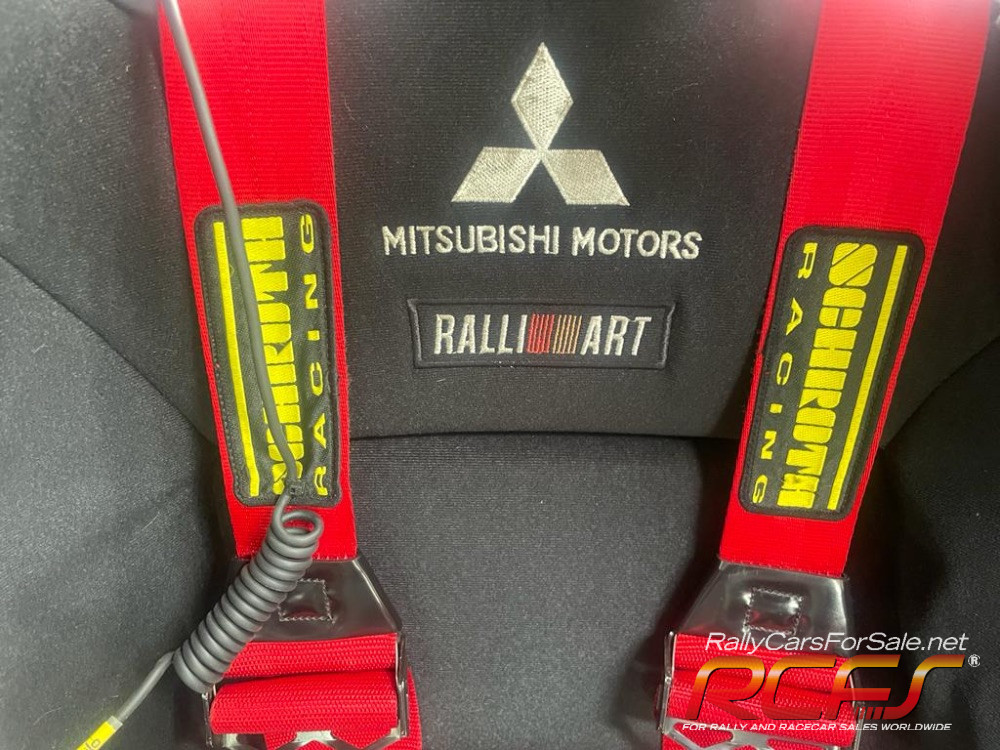 MITSUBISHI MOTORS
RALLI ART
SCHROTH
RACING
SCHROTH
RACING
RallyCarsForSale.net
RCFS®
FOR RALLY AND RACECAR SALES WORLDWIDE